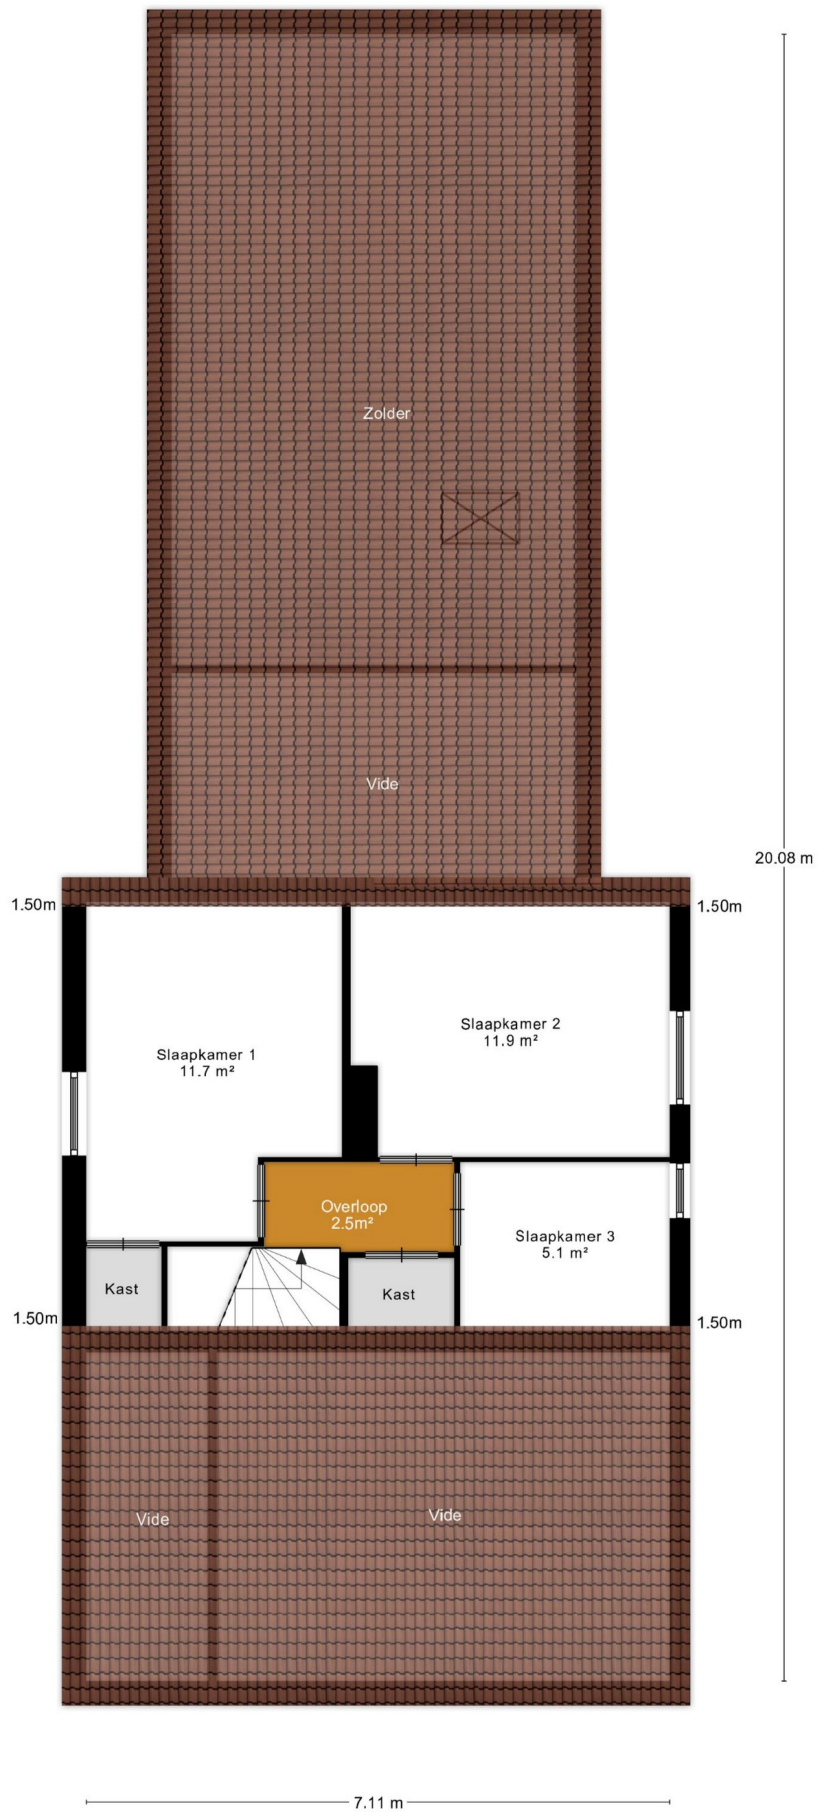 Zolder
Vide
20.08 m
1.50m
1.50m
Slaapkamer 2
11.9 m²
Slaapkamer 1
11.7 m²
Overloop
2.5m²
Slaapkamer 3
5.1 m²
Kast
Kast
1.50m
1.50m
Vide
Vide
7.11 m